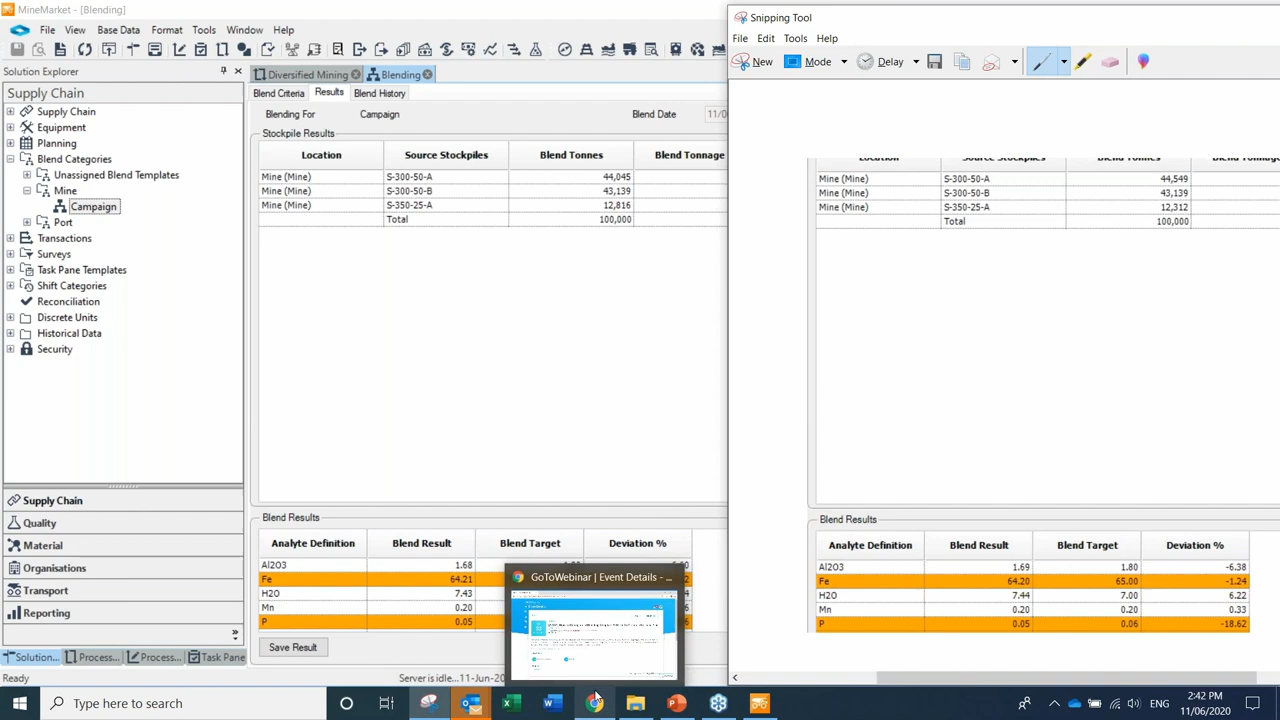 MineMarket - [Blending]
File View Base Data Format Tools Window Help
Solution Explorer
Supply Chain
Supply Chain
Equipment
Planning
Blend Categories
Unassigned Blend Templates
Mine
Campaign
Port
Transactions
Surveys
Task Pane Templates
Shift Categories
Reconciliation
Discrete Units
Historical Data
Security
Supply Chain
Quality
Material
Organisations
Transport
Reporting
Solution... Process... Process... Task Pane
Ready
Diversified Mining Blending
Blend Criteria Results Blend History
Blending For Campaign Blend Date 11/0
Stockpile Results
Location Source Stockpiles Blend Tonnes Blend Tonnage
Mine (Mine) S-300-50-A 44,045
Mine (Mine) S-300-50-B 43,139
Mine (Mine) S-350-25-A 12,816
Total 100,000
Blend Results
Analyte Definition Blend Result Blend Target Deviation %
Al2O3 1.68
Fe 64.21
H2O 7.43
Mn 0.20
P 0.05
Save Result
Server is idle... 11-Jun-20
GoToWebinar | Event Details - ...
Snipping Tool
File Edit Tools Help
New Mode Delay
Location Source Stockpiles Blend Tonnes
Mine (Mine) S-300-50-A 44,549
Mine (Mine) S-300-50-B 43,139
Mine (Mine) S-350-25-A 12,312
Total 100,000
Blend Results
Analyte Definition Blend Result Blend Target Deviation %
Al2O3 1.69 1.80 -6.38
Fe 64.20 65.00 -1.24
H2O 7.44 7.00 6.22
Mn 0.20 0.20 0.33
P 0.05 0.06 -18.62
Type here to search
ENG
2:42 PM
11/06/2020